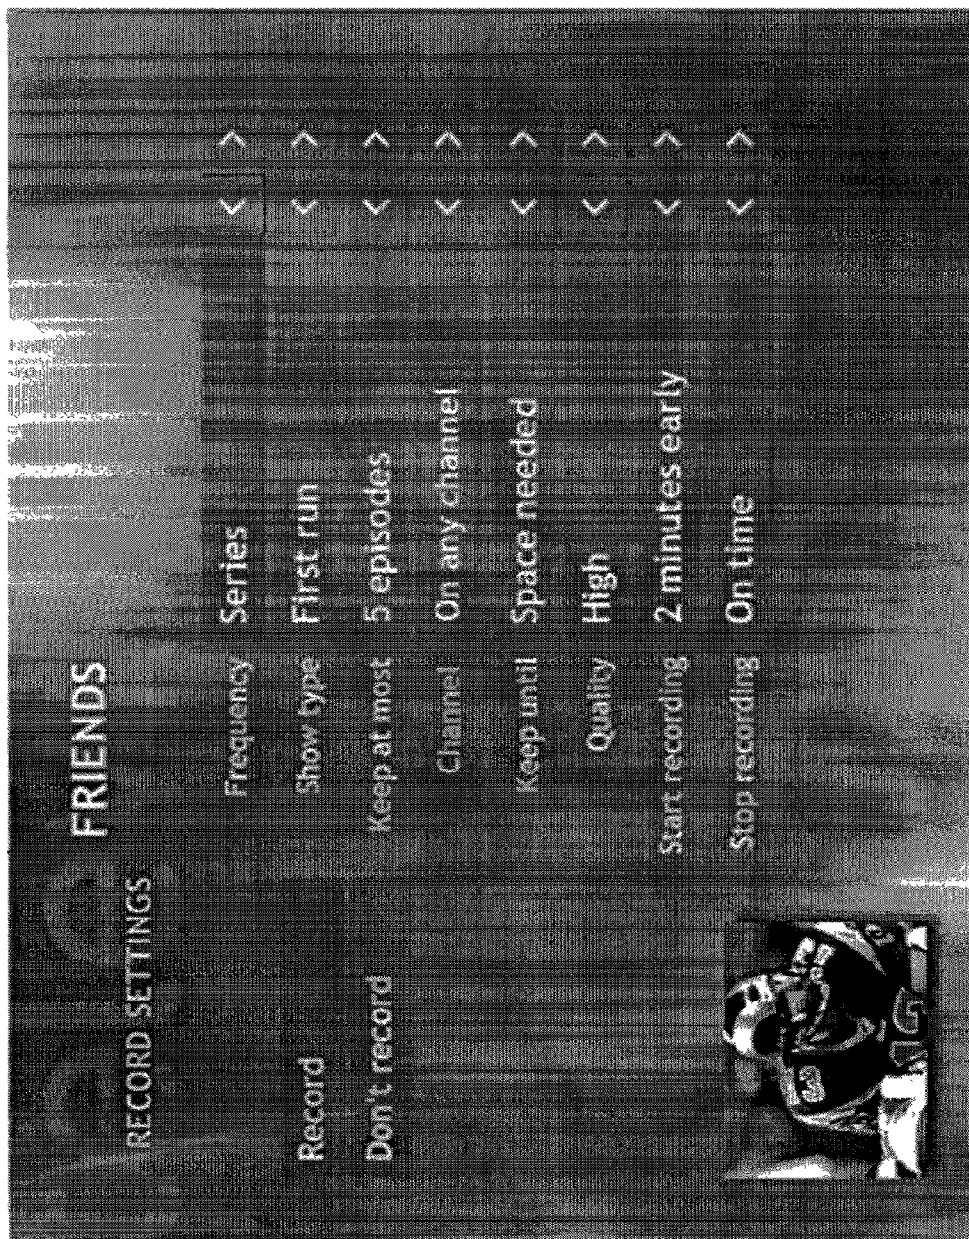 RECORD SETTINGS
FRIENDS
Record
Don't record
Frequency Series
Show type First run
Keep at most 5 episodes
Channel On any channel
Keep until Space needed
Quality High
Start recording 2 minutes early
Stop recording On time